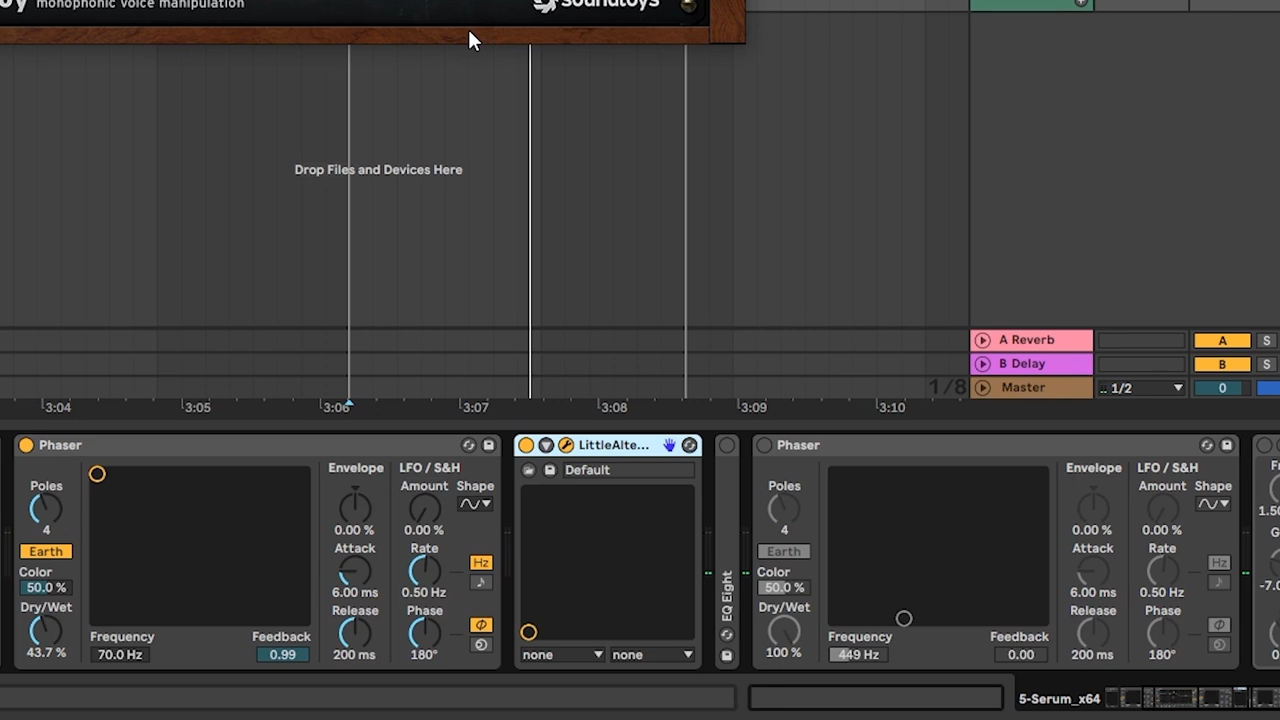 monophonic voice manipulation
soundtoys
Drop Files and Devices Here
A Reverb
A
S
B Delay
B
S
1/8
Master
1/2
0
3:04
3:05
3:06
3:07
3:08
3:09
3:10
Phaser
LittleAlte...
Phaser
Poles
4
Earth
Color
50.0 %
Dry/Wet
43.7 %
Frequency
70.0 Hz
Feedback
0.99
Envelope
0.00 %
Attack
6.00 ms
Release
200 ms
LFO / S&H
Amount
Shape
0.00 %
Rate
Hz
0.50 Hz
Phase
180°
Default
none
none
EQ Eight
Poles
4
Earth
Color
50.0 %
Dry/Wet
100 %
Frequency
449 Hz
Feedback
0.00
Envelope
0.00 %
Attack
6.00 ms
Release
200 ms
LFO / S&H
Amount
Shape
0.00 %
Rate
Hz
0.50 Hz
Phase
180°
5-Serum_x64